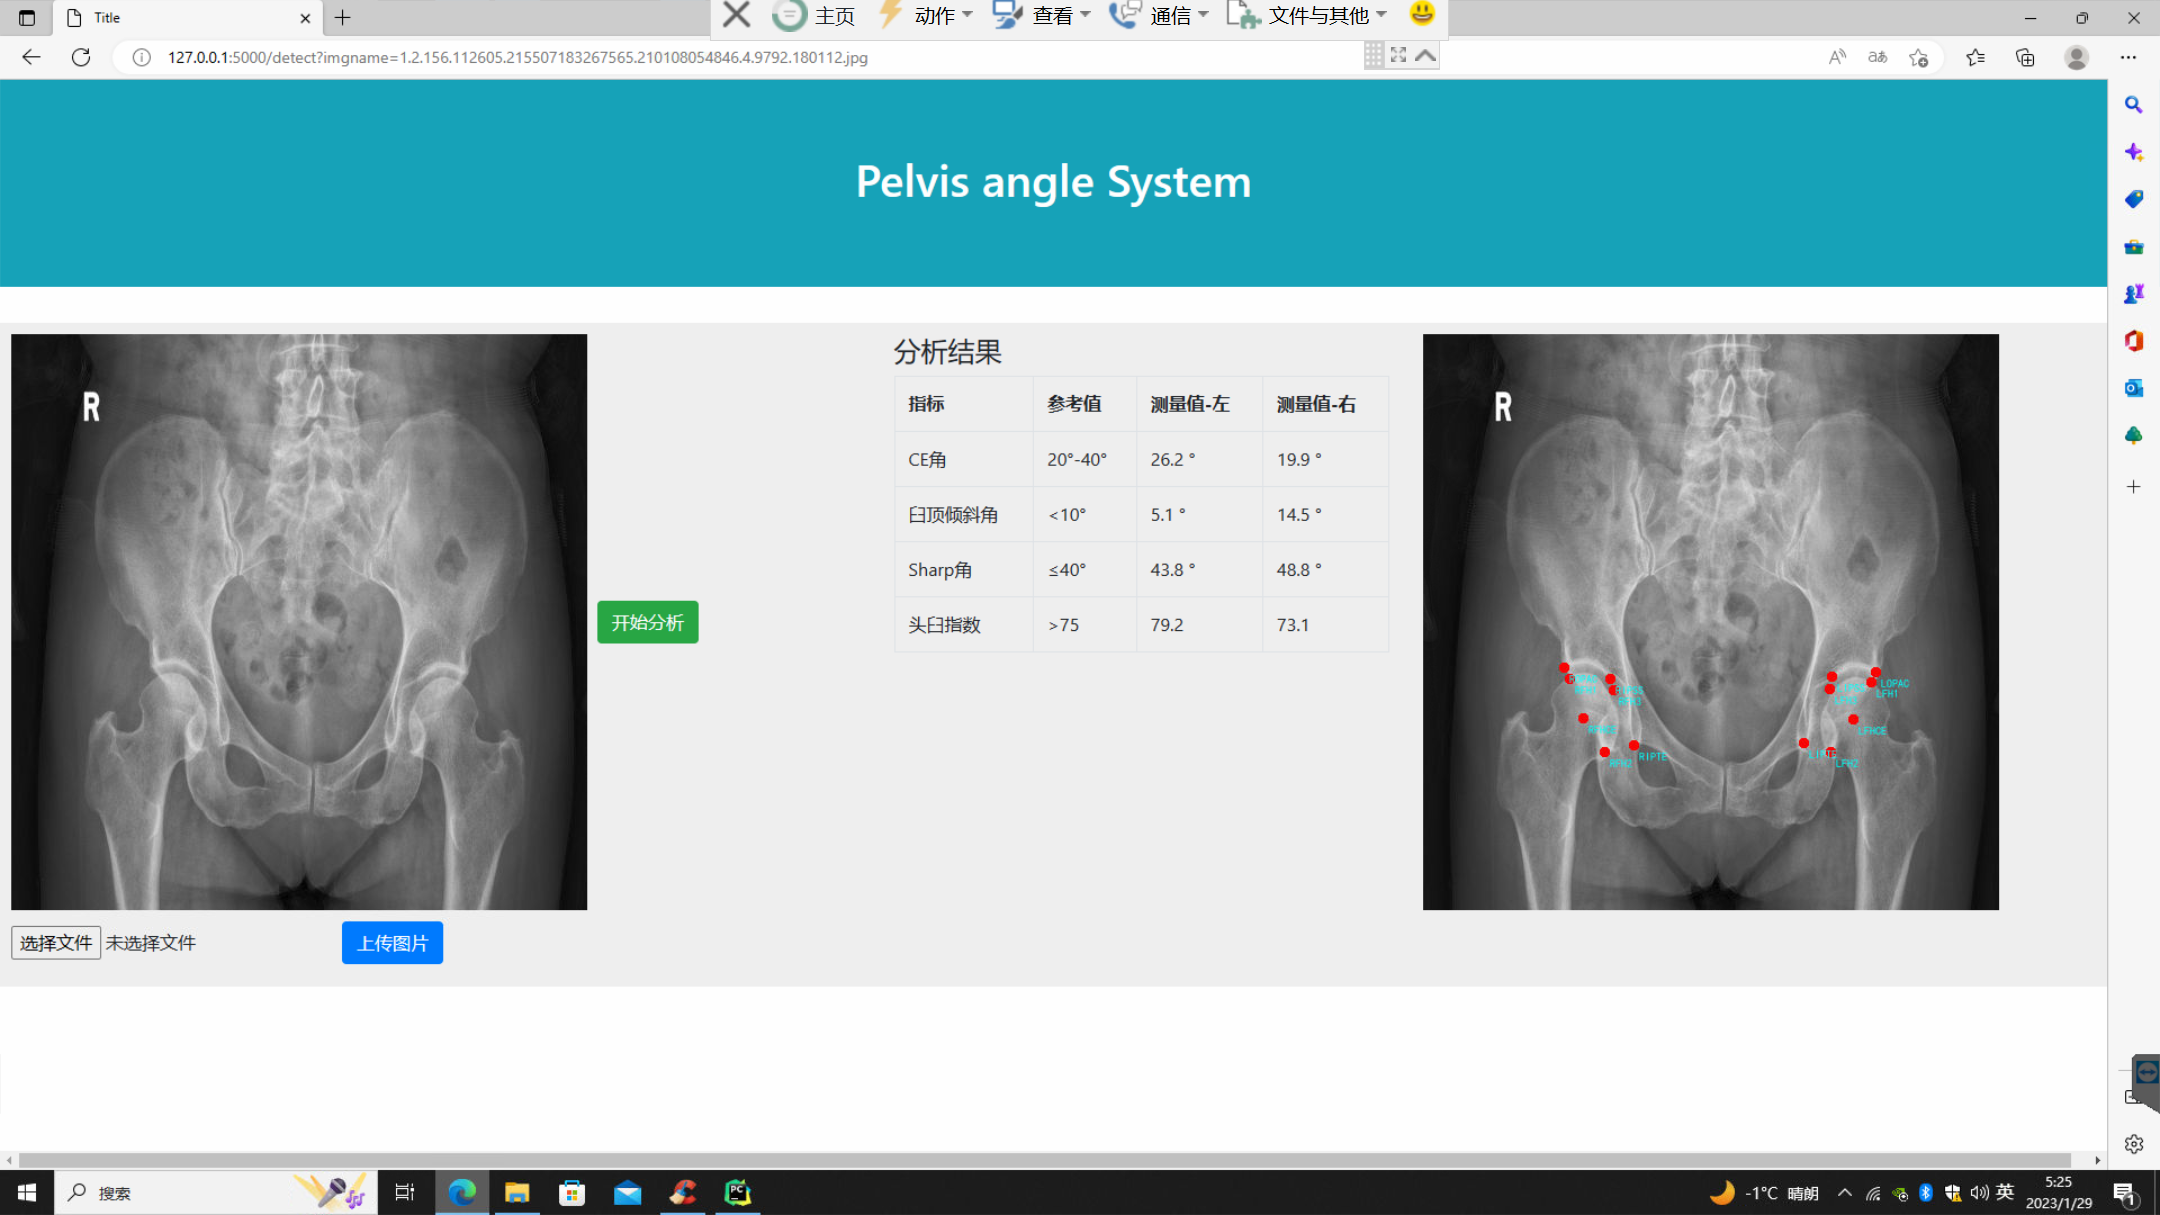 Title
主页
动作
查看
通信
文件与其他
127.0.0.1:5000/detect?imgname=1.2.156.112605.215507183267565.210108054846.4.9792.180112.jpg
Pelvis angle System
R
开始分析
选择文件 未选择文件
上传图片
分析结果
指标 参考值 测量值-左 测量值-右
CE角 20°-40° 26.2 ° 19.9 °
臼顶倾斜角 <10° 5.1 ° 14.5 °
Sharp角 ≤40° 43.8 ° 48.8 °
头臼指数 >75 79.2 73.1
R
LOPAC
LFH1
LFHCE
RIPTE
RFH2
LFH2
搜索
-1°C 晴朗
英
5:25
2023/1/29
1